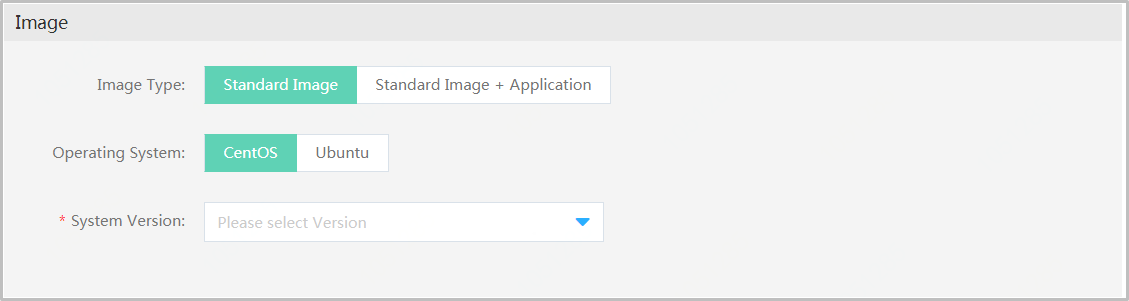 Image
Image Type: Standard Image Standard Image + Application
Operating System: CentOS Ubuntu
* System Version: Please select Version